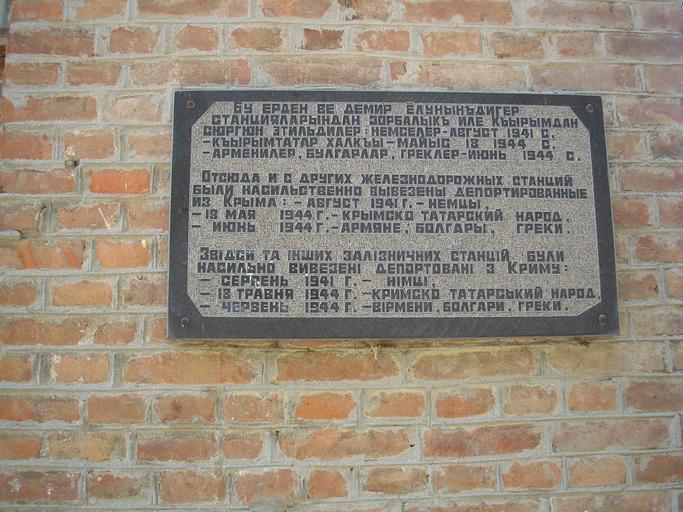 БУ ЕРДЕН ВЕ ДЕМИР ЁЛУНЫНЪ ДИГЕР
СТАНЦИЯЛАРЫНДАН ЗОРБАЛЫКЪ ИЛЕ КЪЫРЫМДАН
СЮРГЮН ЭТИЛЬДИЛЕР: НЕМСЕЛЕР-АВГУСТ 1941 С.
-КЪЫРЫМТАТАР ХАЛКЪЫ-МАЙЫС 18 1944 С.
-АРМЕНИЛЕР, БУЛГАРЛАР, ГРЕКЛЕР-ИЮНЬ 1944 С.
ОТСЮДА И С ДРУГИХ ЖЕЛЕЗНОДОРОЖНЫХ СТАНЦИЙ
БЫЛИ НАСИЛЬСТВЕННО ВЫВЕЗЕНЫ ДЕПОРТИРОВАННЫЕ
ИЗ КРЫМА: - АВГУСТ 1941 Г.- НЕМЦЫ,
- 18 МАЯ 1944 Г.-КРЫМСКО ТАТАРСКИЙ НАРОД,
- ИЮНЬ 1944 Г.-АРМЯНЕ, БОЛГАРЫ, ГРЕКИ.
ЗВІДСИ ТА ІНШИХ ЗАЛІЗНИЧНИХ СТАНЦІЙ БУЛИ
НАСИЛЬНО ВИВЕЗЕНІ ДЕПОРТОВАНІ З КРИМУ:
- СЕРПЕНЬ 1941 Г. - НІМЦІ,
- 18 ТРАВНЯ 1944 Г. -КРИМСКО ТАТАРСЬКИЙ НАРОД,
- ЧЕРВЕНЬ 1944 Г. -ВІРМЕНИ, БОЛГАРИ, ГРЕКИ.